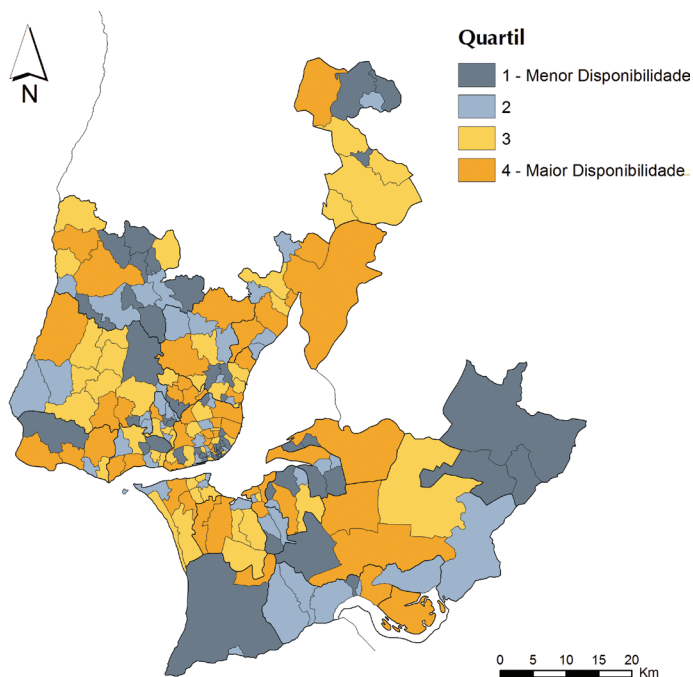 Quartil
1 - Menor Disponibilidade
2
3
4 - Maior Disponibilidade
N
0 5 10 15 20
Km